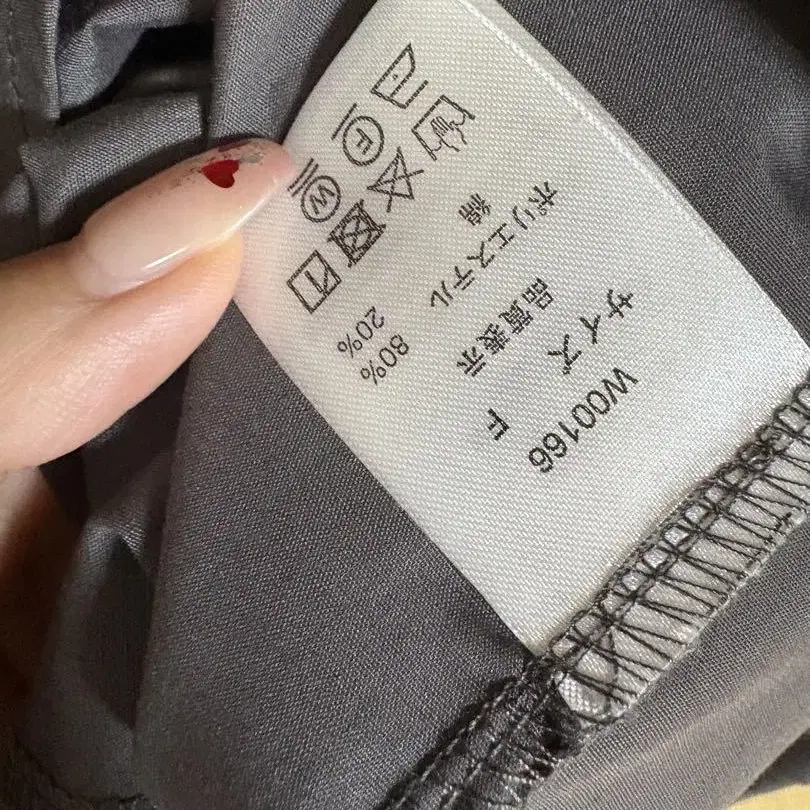 W00166
サイズ F
品質表示
ポリエステル 80%
綿 20%
F W